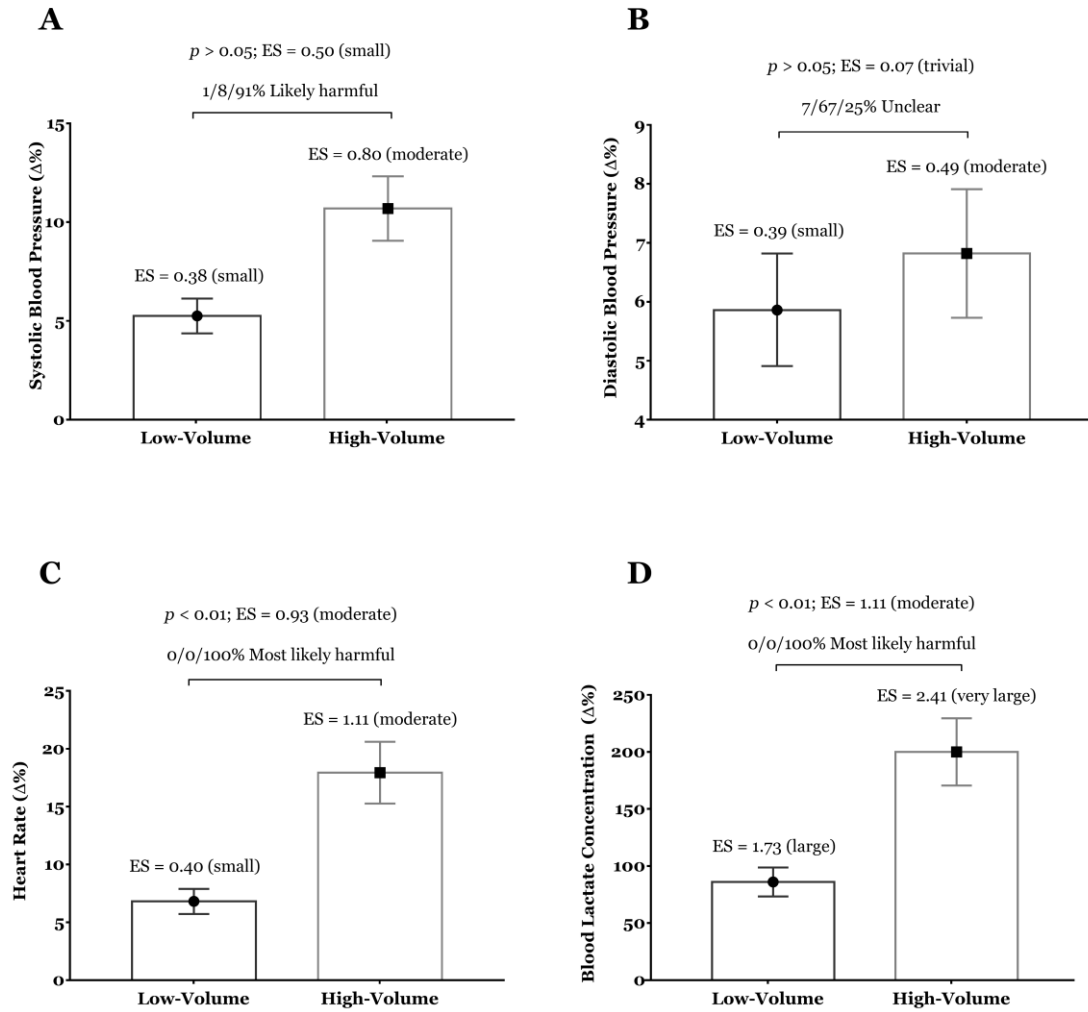 A
p > 0.05; ES = 0.50 (small)
1/8/91% Likely harmful
15
10
5
0
Systolic Blood Pressure (Δ%)
ES = 0.38 (small)
ES = 0.80 (moderate)
Low-Volume
High-Volume
B
p > 0.05; ES = 0.07 (trivial)
7/67/25% Unclear
9
8
7
6
5
4
Diastolic Blood Pressure (Δ%)
ES = 0.39 (small)
ES = 0.49 (moderate)
Low-Volume
High-Volume
C
p < 0.01; ES = 0.93 (moderate)
0/0/100% Most likely harmful
25
20
15
10
5
0
Heart Rate (Δ%)
ES = 0.40 (small)
ES = 1.11 (moderate)
Low-Volume
High-Volume
D
p < 0.01; ES = 1.11 (moderate)
0/0/100% Most likely harmful
250
200
150
100
50
0
Blood Lactate Concentration (Δ%)
ES = 1.73 (large)
ES = 2.41 (very large)
Low-Volume
High-Volume